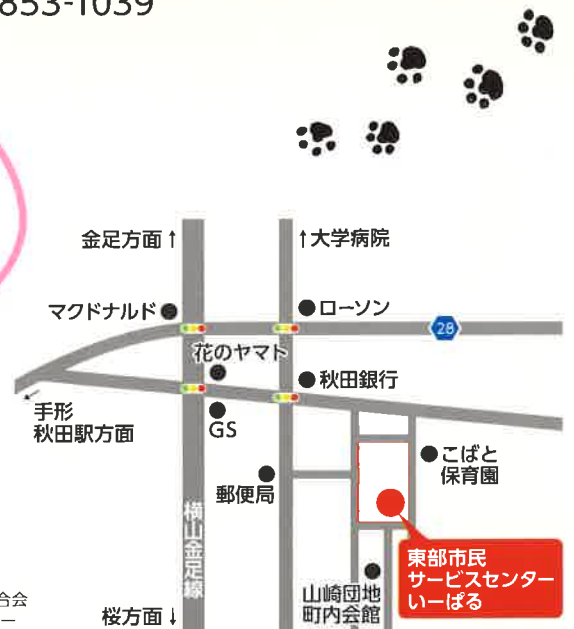 853-1039
金足方面↑
↑大学病院
マクドナルド
ローソン
28
花のヤマト
秋田銀行
手形
秋田駅方面
GS
こばと
保育園
郵便局
横山金足線
東部市民
サービスセンター
いーぱる
山崎団地
町内会館
合会
ー
桜方面↓